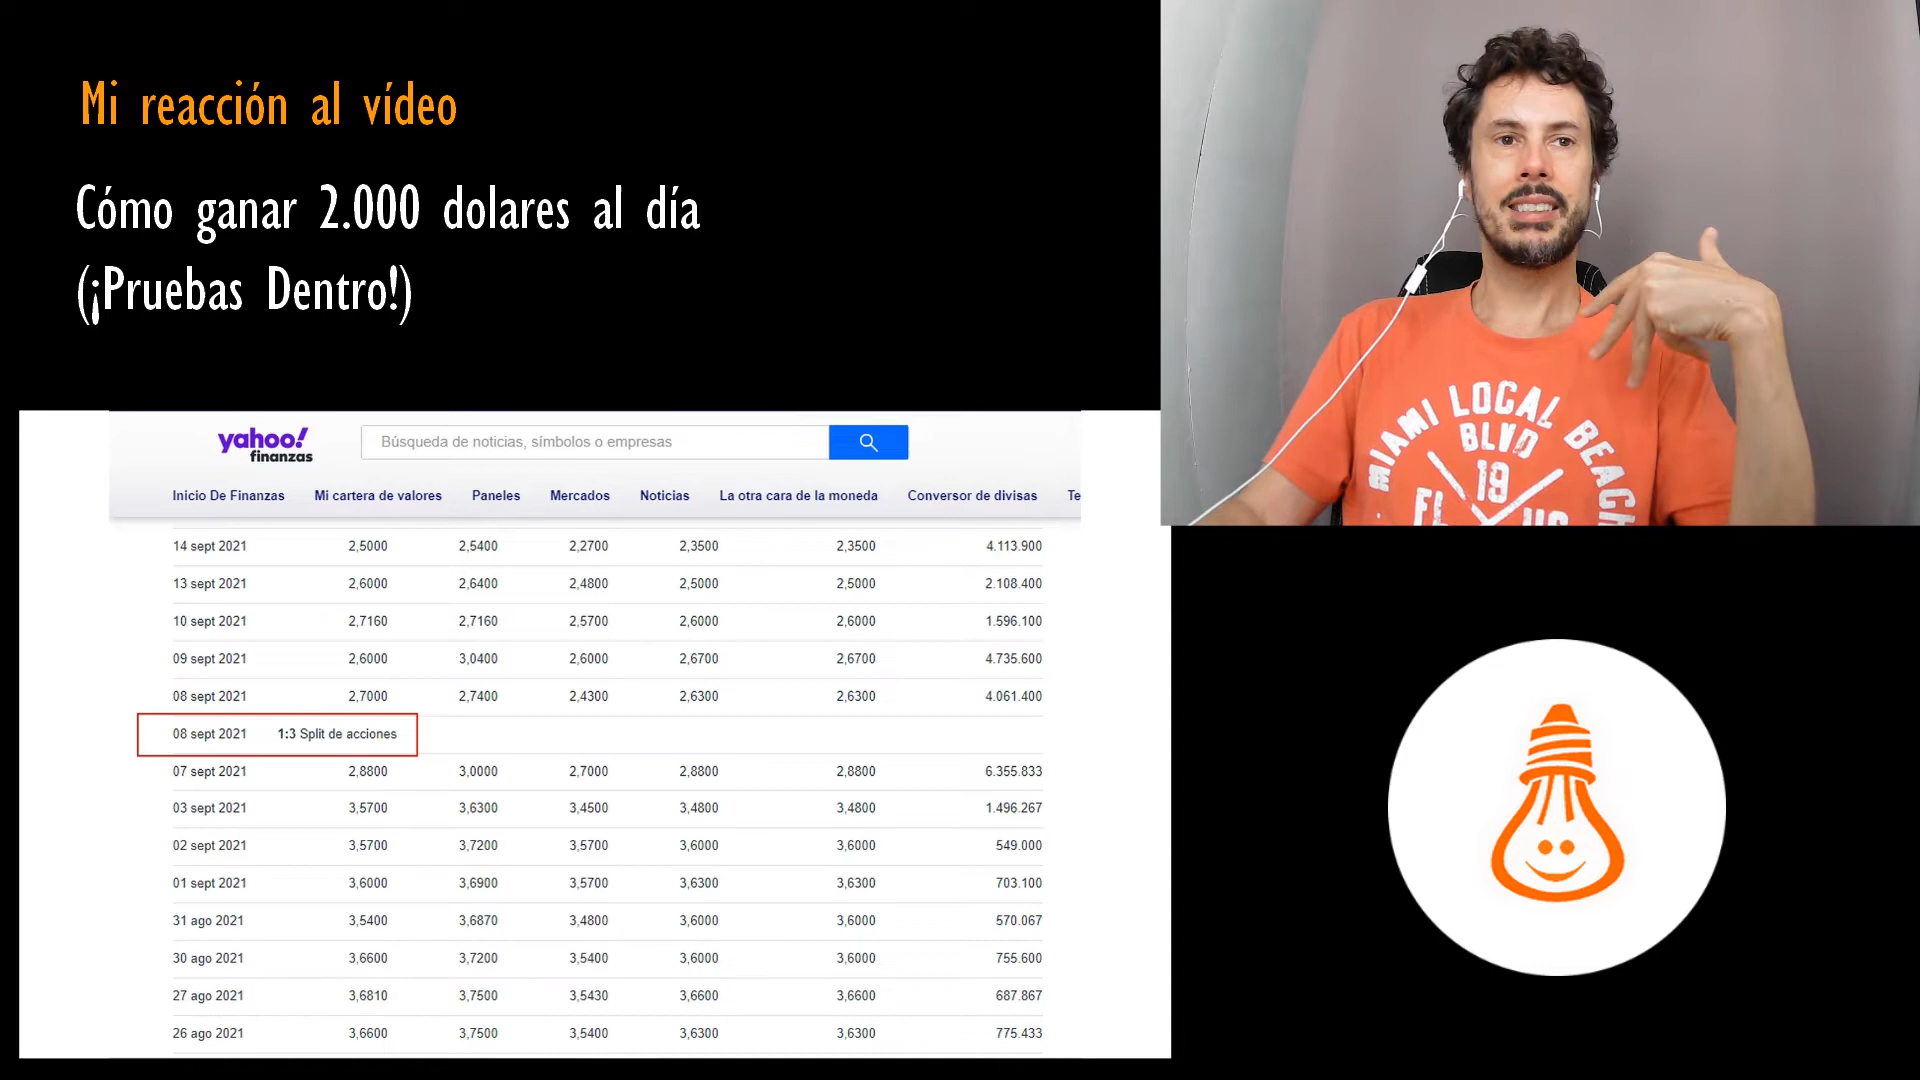 Mi reacción al vídeo
Cómo ganar 2.000 dolares al día
(¡Pruebas Dentro!)
yahoo!
finanzas
Búsqueda de noticias, símbolos o empresas
Inicio De Finanzas Mi cartera de valores Paneles Mercados Noticias La otra cara de la moneda Conversor de divisas Te
14 sept 2021 2,5000 2,5400 2,2700 2,3500 2,3500 4.113.900
13 sept 2021 2,6000 2,6400 2,4800 2,5000 2,5000 2.108.400
10 sept 2021 2,7160 2,7160 2,5700 2,6000 2,6000 1.596.100
09 sept 2021 2,6000 3,0400 2,6000 2,6700 2,6700 4.735.600
08 sept 2021 2,7000 2,7400 2,4300 2,6300 2,6300 4.061.400
08 sept 2021 1:3 Split de acciones
07 sept 2021 2,8800 3,0000 2,7000 2,8800 2,8800 6.355.833
03 sept 2021 3,5700 3,6300 3,4500 3,4800 3,4800 1.496.267
02 sept 2021 3,5700 3,7200 3,5700 3,6000 3,6000 549.000
01 sept 2021 3,6000 3,6900 3,5700 3,6300 3,6300 703.100
31 ago 2021 3,5400 3,6870 3,4800 3,6000 3,6000 570.067
30 ago 2021 3,6600 3,7200 3,5400 3,6000 3,6000 755.600
27 ago 2021 3,6810 3,7500 3,5430 3,6600 3,6600 687.867
26 ago 2021 3,6600 3,7500 3,5400 3,6300 3,6300 775.433
MIAMI LOCAL BEACH
BLVD
19
FL